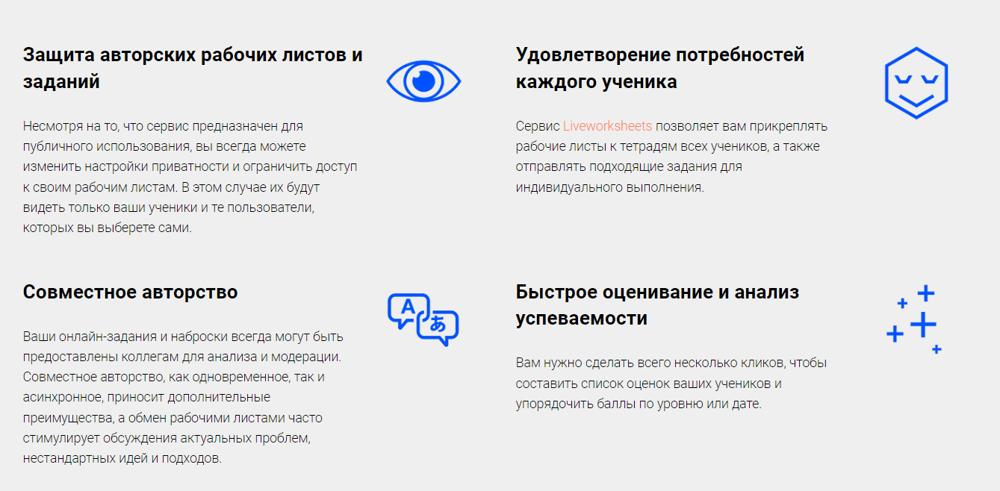 Защита авторских рабочих листов и
заданий
Несмотря на то, что сервис предназначен для
публичного использования, вы всегда можете
изменить настройки приватности и ограничить доступ
к своим рабочим листам. В этом случае их будут
видеть только ваши ученики и те пользователи,
которых вы выберете сами.
Удовлетворение потребностей
каждого ученика
Сервис Liveworksheets позволяет вам прикреплять
рабочие листы к тетрадям всех учеников, а также
отправлять подходящие задания для
индивидуального выполнения.
Совместное авторство
A
あ
Ваши онлайн-задания и наброски всегда могут быть
предоставлены коллегам для анализа и модерации.
Совместное авторство, как одновременное, так и
асинхронное, приносит дополнительные
преимущества, а обмен рабочими листами часто
стимулирует обсуждения актуальных проблем,
нестандартных идей и подходов.
Быстрое оценивание и анализ
успеваемости
Вам нужно сделать всего несколько кликов, чтобы
составить список оценок ваших учеников и
упорядочить баллы по уровню или дате.